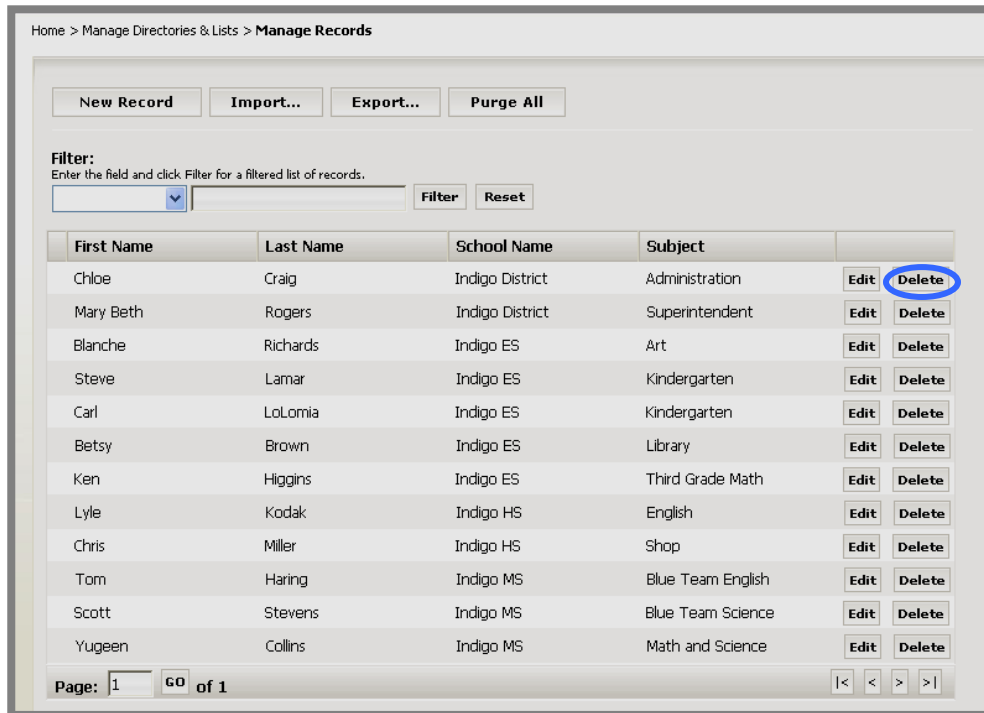 Home > Manage Directories & Lists > Manage Records
New Record Import... Export... Purge All
Filter:
Enter the field and click Filter for a filtered list of records.
Filter Reset
First Name Last Name School Name Subject
Chloe Craig Indigo District Administration Edit Delete
Mary Beth Rogers Indigo District Superintendent Edit Delete
Blanche Richards Indigo ES Art Edit Delete
Steve Lamar Indigo ES Kindergarten Edit Delete
Carl LoLomia Indigo ES Kindergarten Edit Delete
Betsy Brown Indigo ES Library Edit Delete
Ken Higgins Indigo ES Third Grade Math Edit Delete
Lyle Kodak Indigo HS English Edit Delete
Chris Miller Indigo HS Shop Edit Delete
Tom Haring Indigo MS Blue Team English Edit Delete
Scott Stevens Indigo MS Blue Team Science Edit Delete
Yugeen Collins Indigo MS Math and Science Edit Delete
Page: 1 GO of 1 |< < > >|